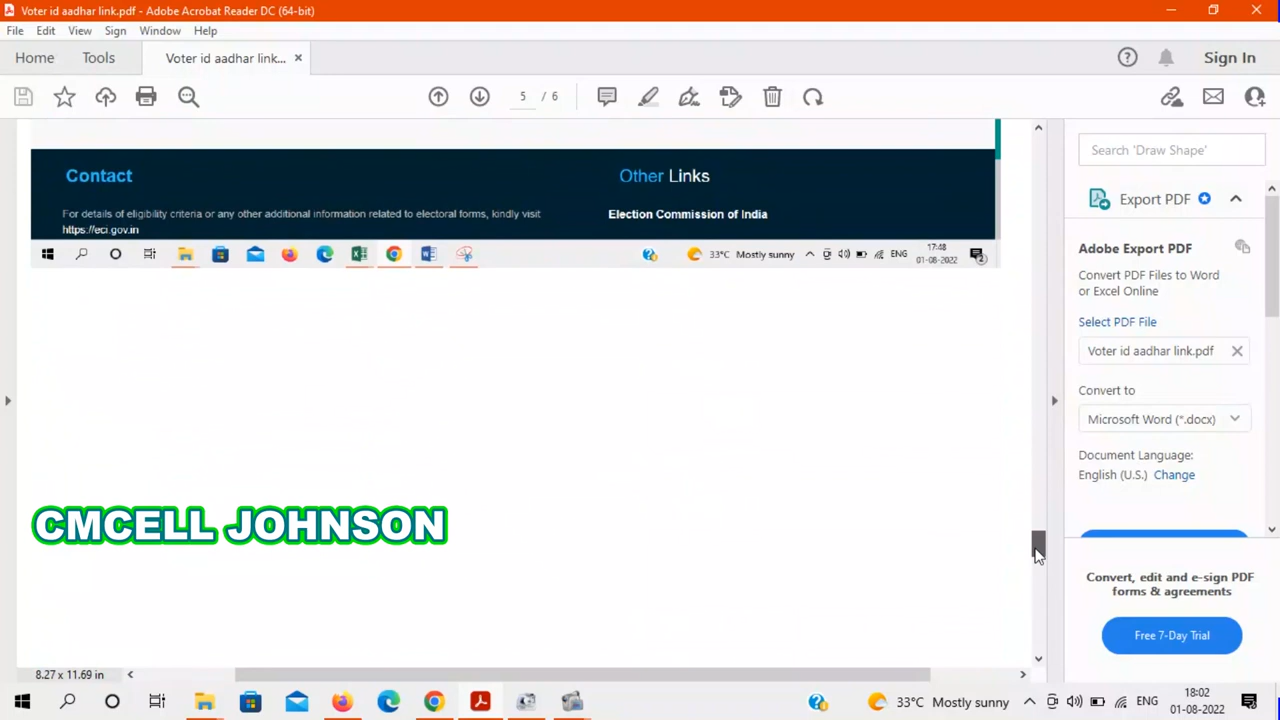 Voter id aadhar link.pdf - Adobe Acrobat Reader DC (64-bit)
File Edit View Sign Window Help
Home Tools Voter id aadhar link... × Sign In
5 / 6
Search 'Draw Shape'
Contact Other Links
For details of eligibility criteria or any other additional information related to electoral forms, kindly visit Election Commission of India
https://eci.gov.in
33°C Mostly sunny ENG 17:48
01-08-2022 2
Export PDF
Adobe Export PDF
Convert PDF Files to Word
or Excel Online
Select PDF File
Voter id aadhar link.pdf
Convert to
Microsoft Word (*.docx)
Document Language:
English (U.S.) Change
CMCELL JOHNSON
Convert, edit and e-sign PDF
forms & agreements
Free 7-Day Trial
8.27 x 11.69 in
33°C Mostly sunny ENG 18:02
01-08-2022